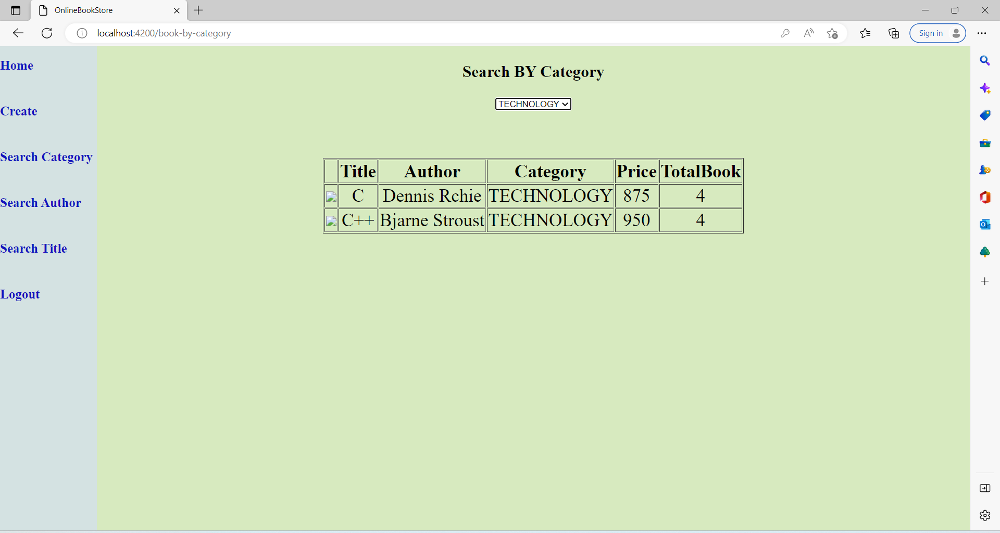 OnlineBookStore
localhost:4200/book-by-category
Sign in
Home
Create
Search Category
Search Author
Search Title
Logout
Search BY Category
TECHNOLOGY
Title Author Category Price TotalBook
C Dennis Rchie TECHNOLOGY 875 4
C++ Bjarne Stroust TECHNOLOGY 950 4